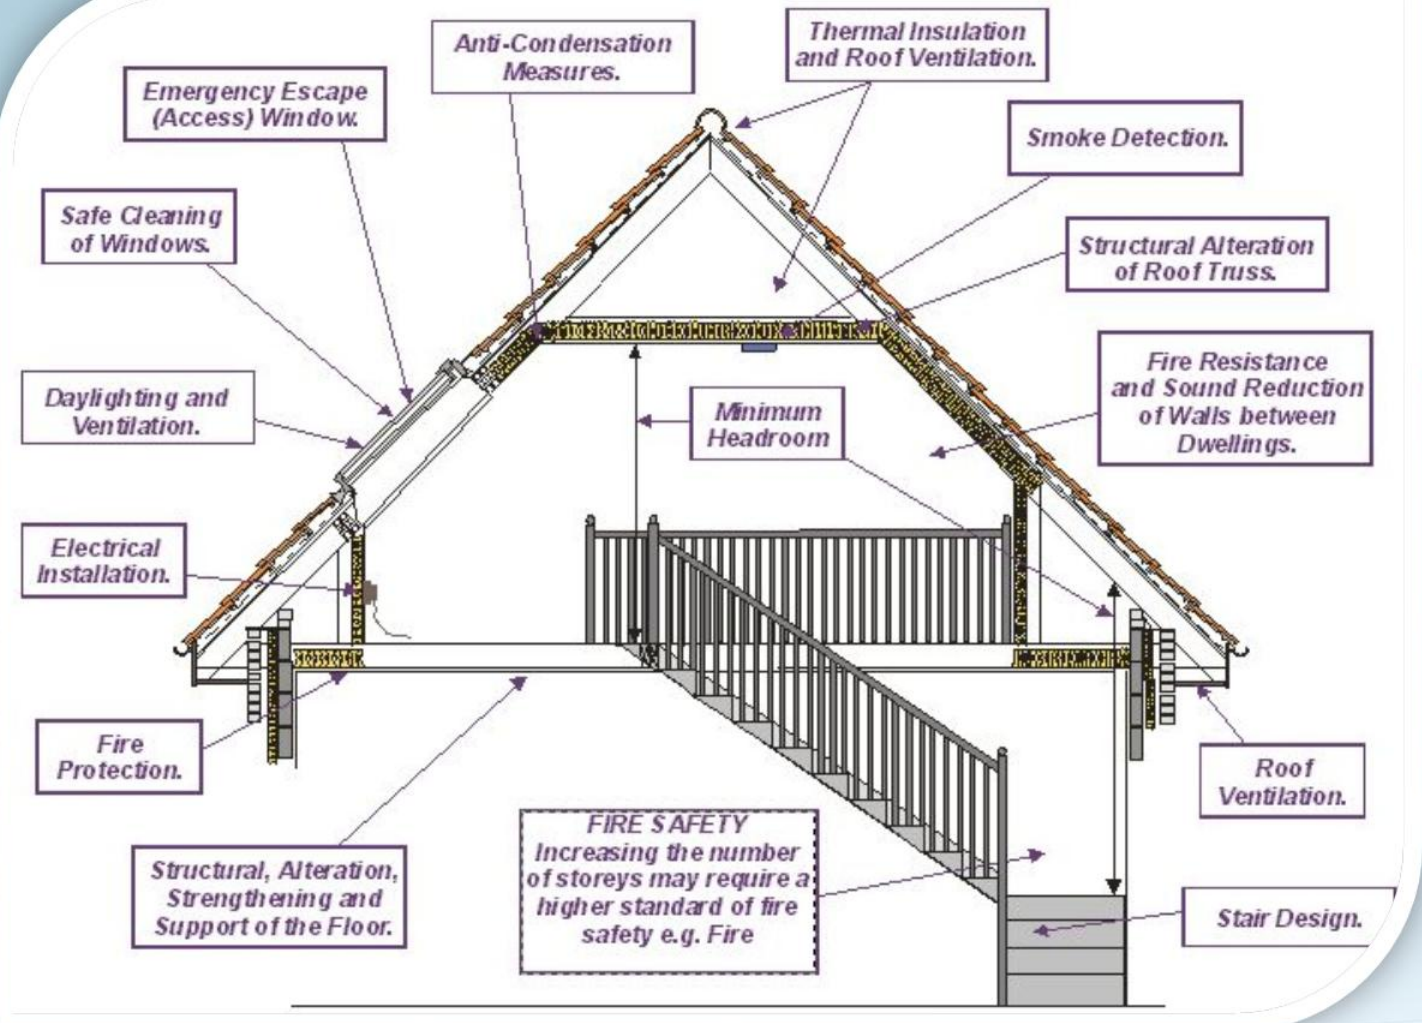 Anti-Condensation
Measures.
Thermal Insulation
and Roof Ventilation.
Emergency Escape
(Access) Window.
Smoke Detection.
Safe Cleaning
of Windows.
Structural Alteration
of Roof Truss.
Daylighting and
Ventilation.
Minimum
Headroom
Fire Resistance
and Sound Reduction
of Walls between
Dwellings.
Electrical
Installation.
Fire
Protection.
Roof
Ventilation.
Structural, Alteration,
Strengthening and
Support of the Floor.
FIRE SAFETY
Increasing the number
of storeys may require a
higher standard of fire
safety e.g. Fire
Stair Design.